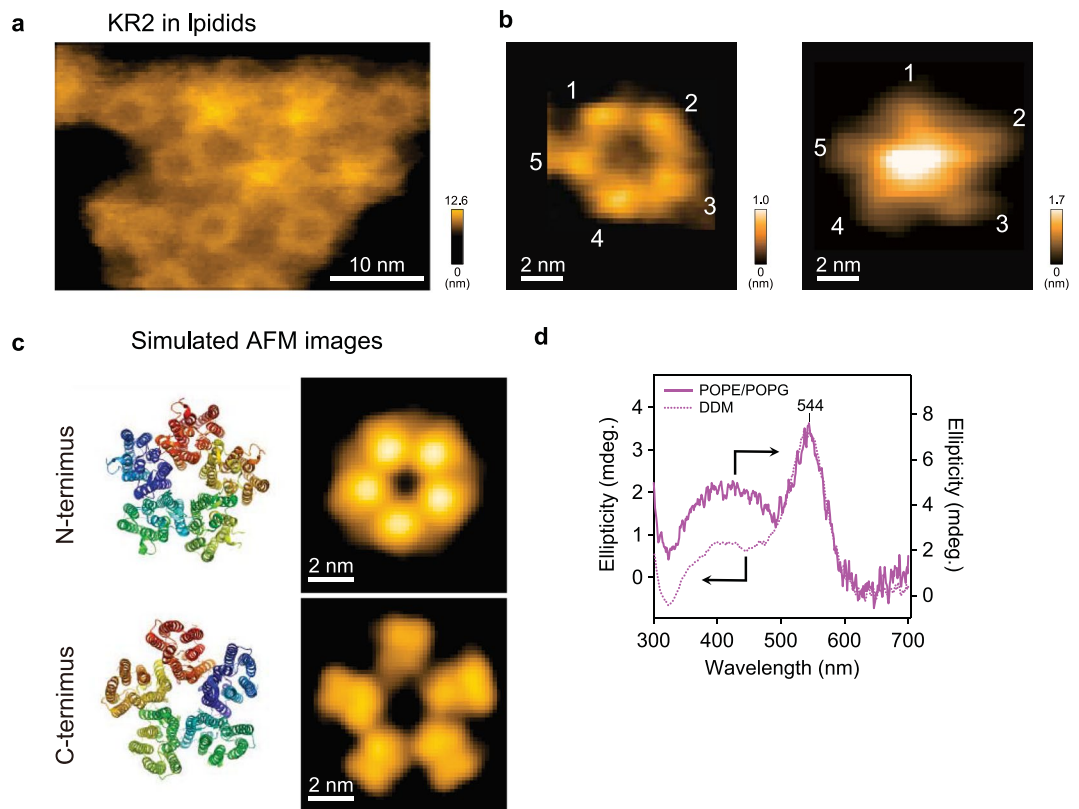 a KR2 in lpidids
12.6
0
(nm)
10 nm
b
1
2
3
4
5
1.0
0
(nm)
2 nm
1
2
3
4
5
1.7
0
(nm)
2 nm
c Simulated AFM images
N-ternimus
2 nm
C-ternimus
2 nm
d
POPE/POPG
DDM
544
4
3
2
1
0
Ellipticity (mdeg.)
8
6
4
2
0
Ellipticity (mdeg.)
300 400 500 600 700
Wavelength (nm)